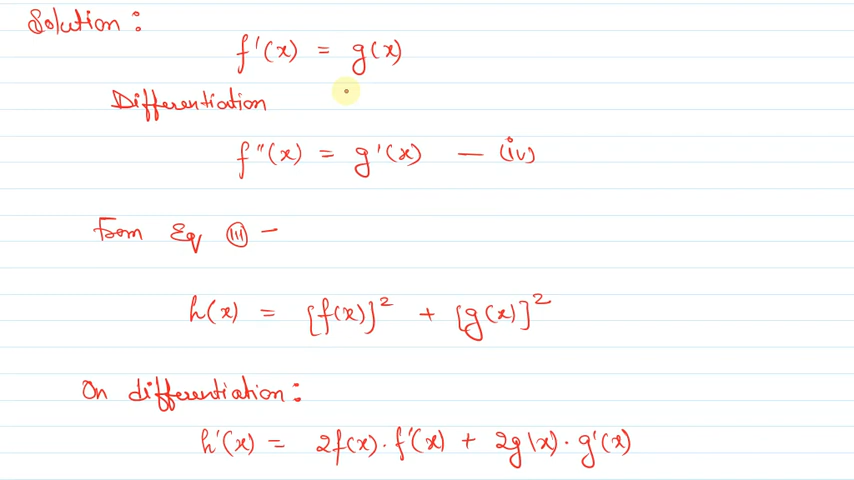 Solution :
f'(x) = g(x)
Differentiation
f''(x) = g'(x) — (iv)
From Eq (III) –
h(x) = [f(x)]² + [g(x)]²
On differentiation :
h'(x) = 2f(x) · f'(x) + 2g(x) · g'(x)